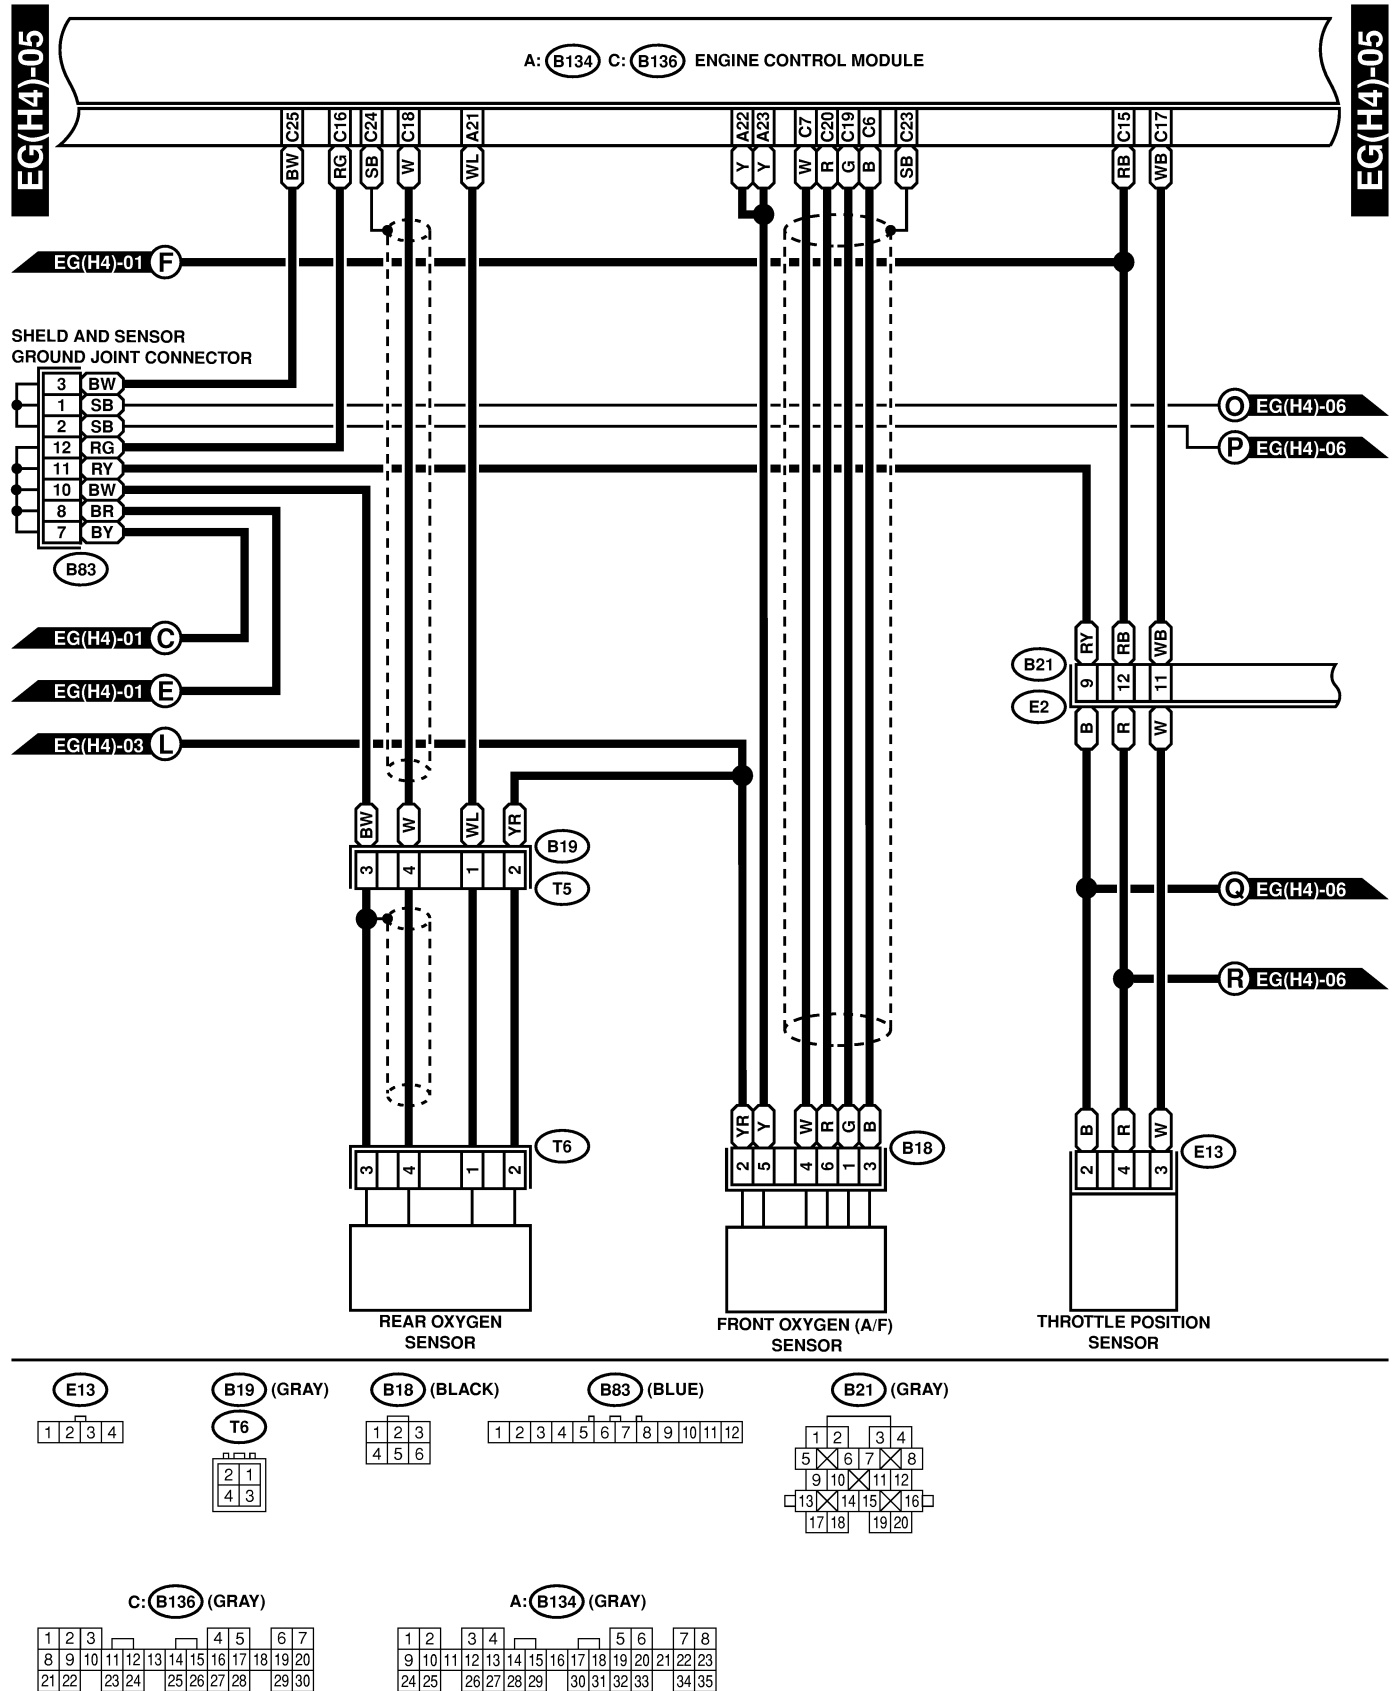 EG(H4)-05
EG(H4)-05
A: B134 C: B136 ENGINE CONTROL MODULE
C25 C16 C24 C18 A21 A22 A23 C7 C20 C19 C6 C23 C15 C17
BW RG SB W WL Y Y W R G B SB RB WB
EG(H4)-01 F
SHELD AND SENSOR
GROUND JOINT CONNECTOR
3 BW
1 SB
O EG(H4)-06
2 SB
12 RG
P EG(H4)-06
11 RY
10 BW
8 BR
7 BY
B83
EG(H4)-01 C
RY RB WB
B21
9 12 11
EG(H4)-01 E
E2
B R W
EG(H4)-03 L
BW W WL YR
B19
3 4 1 2
T5
Q EG(H4)-06
R EG(H4)-06
YR Y W R G B
B R W
T6
B18
E13
3 4 1 2
2 5 4 6 1 3
2 4 3
REAR OXYGEN
SENSOR
FRONT OXYGEN (A/F)
SENSOR
THROTTLE POSITION
SENSOR
E13
1 2 3 4
B19 (GRAY)
T6
2 1
4 3
B18 (BLACK)
1 2 3
4 5 6
B83 (BLUE)
1 2 3 4 5 6 7 8 9 10 11 12
B21 (GRAY)
1 2 3 4
5 6 7 8
9 10 11 12
13 14 15 16
17 18 19 20
C: B136 (GRAY)
1 2 3 4 5 6 7
8 9 10 11 12 13 14 15 16 17 18 19 20
21 22 23 24 25 26 27 28 29 30
A: B134 (GRAY)
1 2 3 4 5 6 7 8
9 10 11 12 13 14 15 16 17 18 19 20 21 22 23
24 25 26 27 28 29 30 31 32 33 34 35